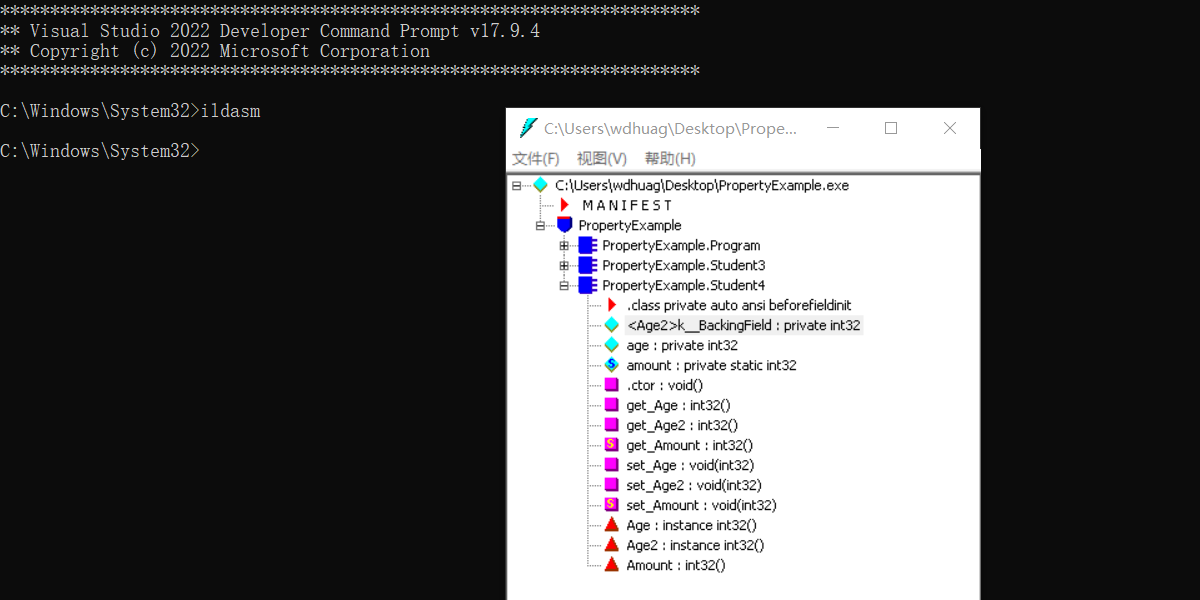 **********************************************************************
** Visual Studio 2022 Developer Command Prompt v17.9.4
** Copyright (c) 2022 Microsoft Corporation
**********************************************************************
C:\Windows\System32>ildasm
C:\Windows\System32>
C:\Users\wdhuag\Desktop\Prope...
文件(F) 视图(V) 帮助(H)
C:\Users\wdhuag\Desktop\PropertyExample.exe
M A N I F E S T
PropertyExample
PropertyExample.Program
PropertyExample.Student3
PropertyExample.Student4
.class private auto ansi beforefieldinit
<Age2>k__BackingField : private int32
age : private int32
amount : private static int32
.ctor : void()
get_Age : int32()
get_Age2 : int32()
get_Amount : int32()
set_Age : void(int32)
set_Age2 : void(int32)
set_Amount : void(int32)
Age : instance int32()
Age2 : instance int32()
Amount : int32()